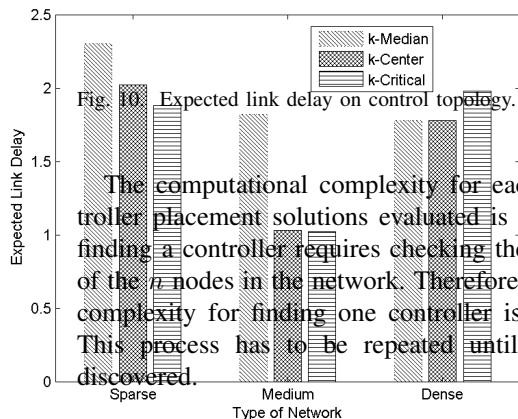 2.5
2
1.5
1
0.5
0
Expected Link Delay
k-Median
k-Center
k-Critical
Sparse
Medium
Dense
Type of Network
Fig. 10. Expected link delay on control topology.
The computational complexity for
troller placement solutions evaluated is
finding a controller requires checking
of the n nodes in the network. Therefore
complexity for finding one controller is
This process has to be repeated until
discovered.